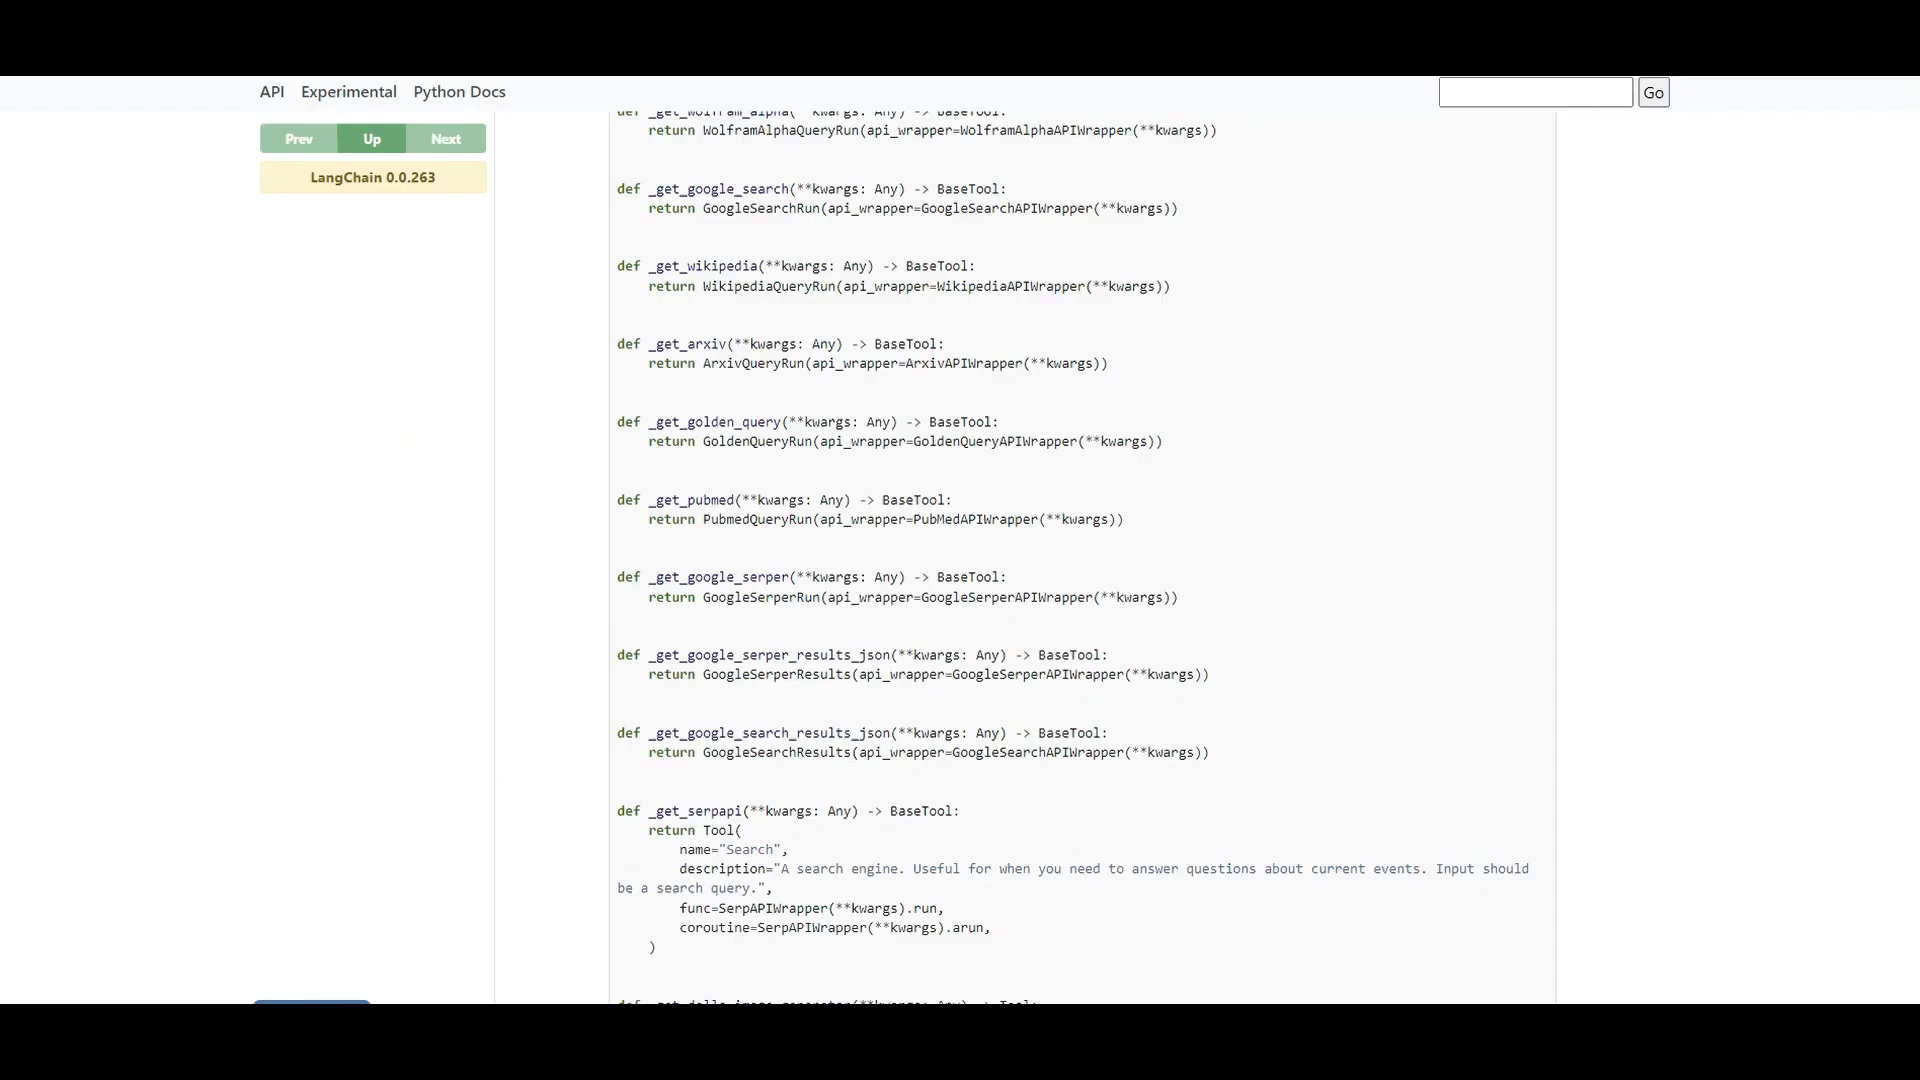 API Experimental Python Docs Go
Prev Up Next
LangChain 0.0.263
def _get_wolfram_alpha(**kwargs: Any) -> BaseTool:
    return WolframAlphaQueryRun(api_wrapper=WolframAlphaAPIWrapper(**kwargs))
def _get_google_search(**kwargs: Any) -> BaseTool:
    return GoogleSearchRun(api_wrapper=GoogleSearchAPIWrapper(**kwargs))
def _get_wikipedia(**kwargs: Any) -> BaseTool:
    return WikipediaQueryRun(api_wrapper=WikipediaAPIWrapper(**kwargs))
def _get_arxiv(**kwargs: Any) -> BaseTool:
    return ArxivQueryRun(api_wrapper=ArxivAPIWrapper(**kwargs))
def _get_golden_query(**kwargs: Any) -> BaseTool:
    return GoldenQueryRun(api_wrapper=GoldenQueryAPIWrapper(**kwargs))
def _get_pubmed(**kwargs: Any) -> BaseTool:
    return PubmedQueryRun(api_wrapper=PubMedAPIWrapper(**kwargs))
def _get_google_serper(**kwargs: Any) -> BaseTool:
    return GoogleSerperRun(api_wrapper=GoogleSerperAPIWrapper(**kwargs))
def _get_google_serper_results_json(**kwargs: Any) -> BaseTool:
    return GoogleSerperResults(api_wrapper=GoogleSerperAPIWrapper(**kwargs))
def _get_google_search_results_json(**kwargs: Any) -> BaseTool:
    return GoogleSearchResults(api_wrapper=GoogleSearchAPIWrapper(**kwargs))
def _get_serpapi(**kwargs: Any) -> BaseTool:
    return Tool(
        name="Search",
        description="A search engine. Useful for when you need to answer questions about current events. Input should
be a search query.",
        func=SerpAPIWrapper(**kwargs).run,
        coroutine=SerpAPIWrapper(**kwargs).arun,
    )